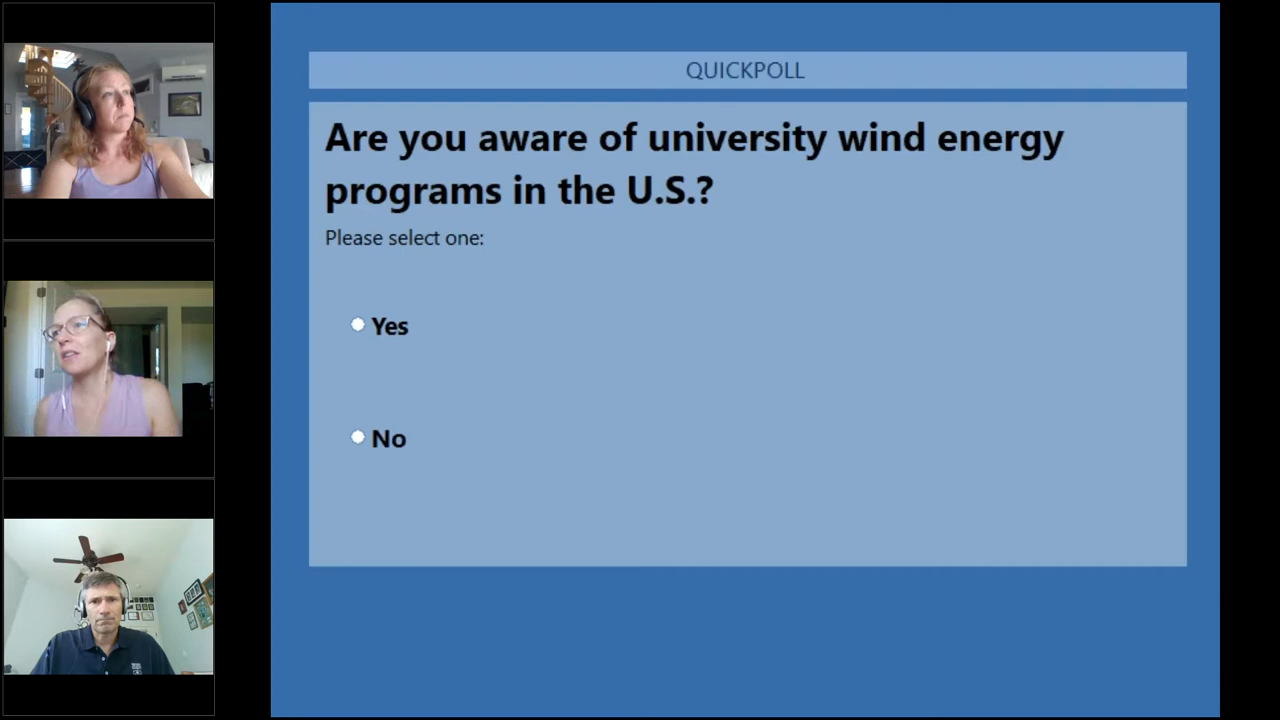 QUICKPOLL
Are you aware of university wind energy
programs in the U.S.?
Please select one:
Yes
No